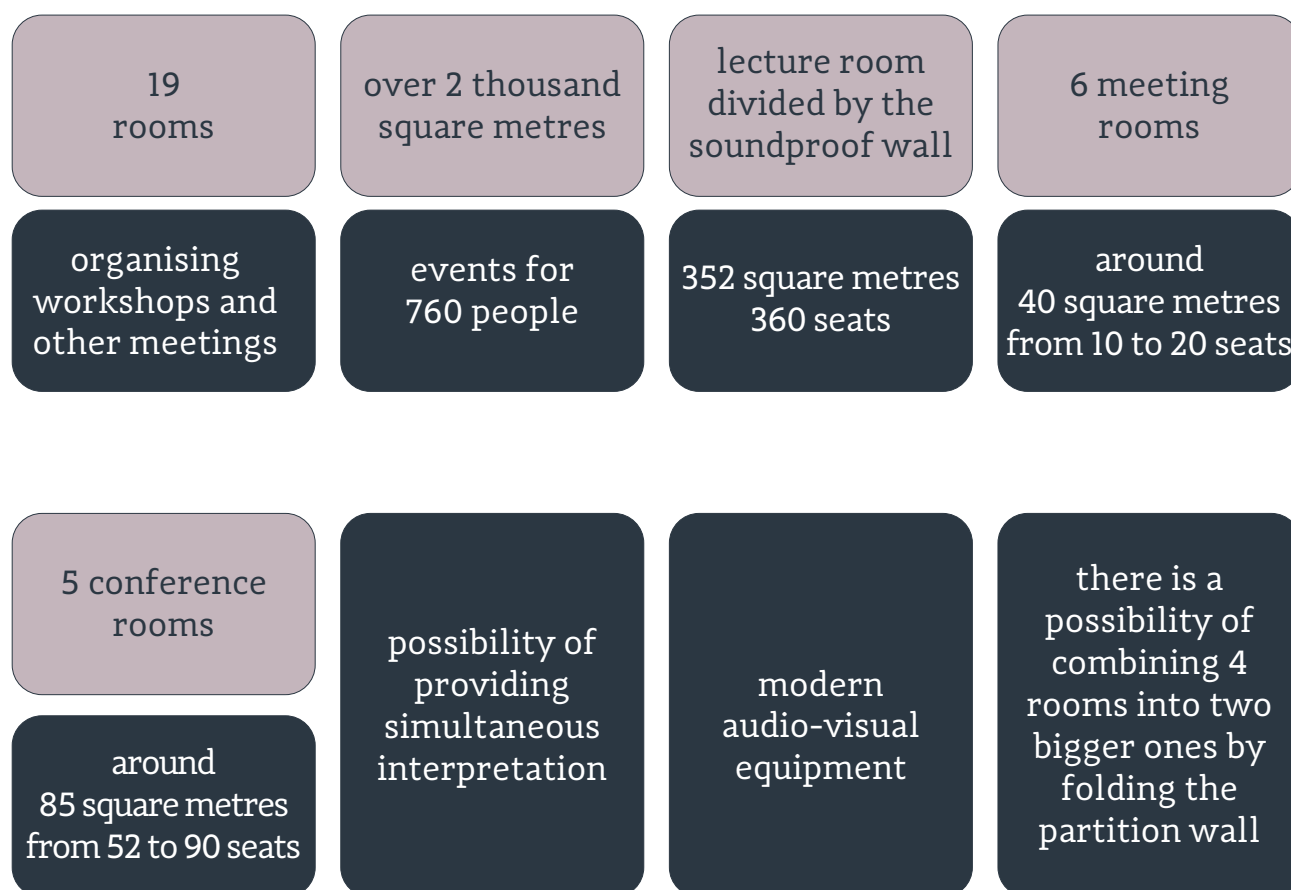 19
rooms
organising
workshops and
other meetings
over 2 thousand
square metres
events for
760 people
lecture room
divided by the
soundproof wall
352 square metres
360 seats
6 meeting
rooms
around
40 square metres
from 10 to 20 seats
5 conference
rooms
around
85 square metres
from 52 to 90 seats
possibility of
providing
simultaneous
interpretation
modern
audio-visual
equipment
there is a
possibility of
combining 4
rooms into two
bigger ones by
folding the
partition wall